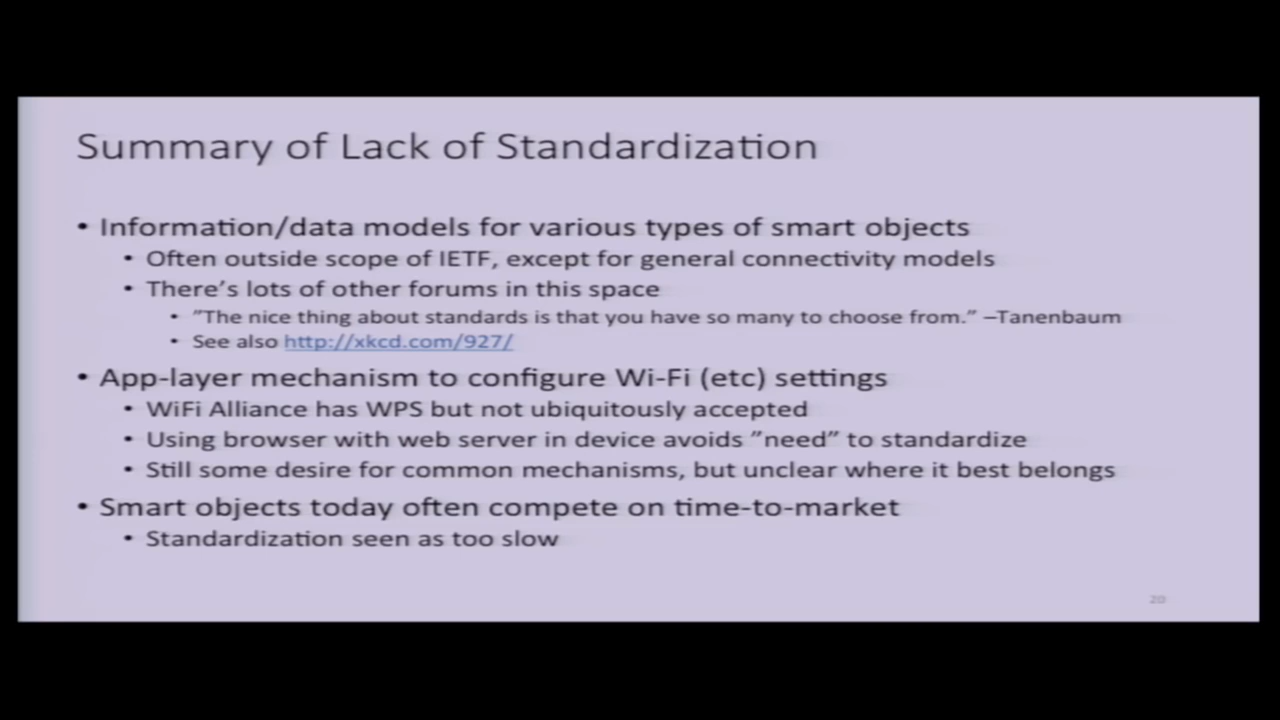 Summary of Lack of Standardization
• Information/data models for various types of smart objects
• Often outside scope of IETF, except for general connectivity models
• There's lots of other forums in this space
• "The nice thing about standards is that you have so many to choose from." –Tanenbaum
• See also http://xkcd.com/927/
• App-layer mechanism to configure Wi-Fi (etc) settings
• WiFi Alliance has WPS but not ubiquitously accepted
• Using browser with web server in device avoids "need" to standardize
• Still some desire for common mechanisms, but unclear where it best belongs
• Smart objects today often compete on time-to-market
• Standardization seen as too slow
20